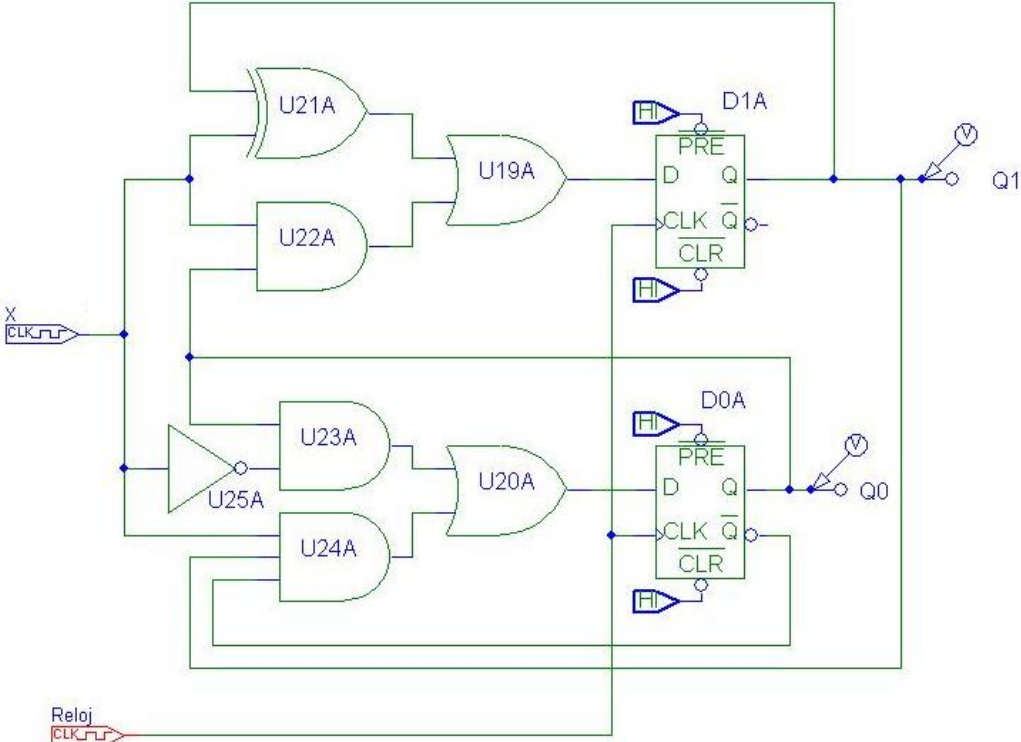 U21A
HI
D1A
PRE
V
U19A
D
Q
Q1
U22A
CLK
Q
CLR
HI
X
CLK
D0A
HI
PRE
V
U23A
U20A
D
Q
Q0
U25A
U24A
CLK
Q
CLR
HI
Reloj
CLK